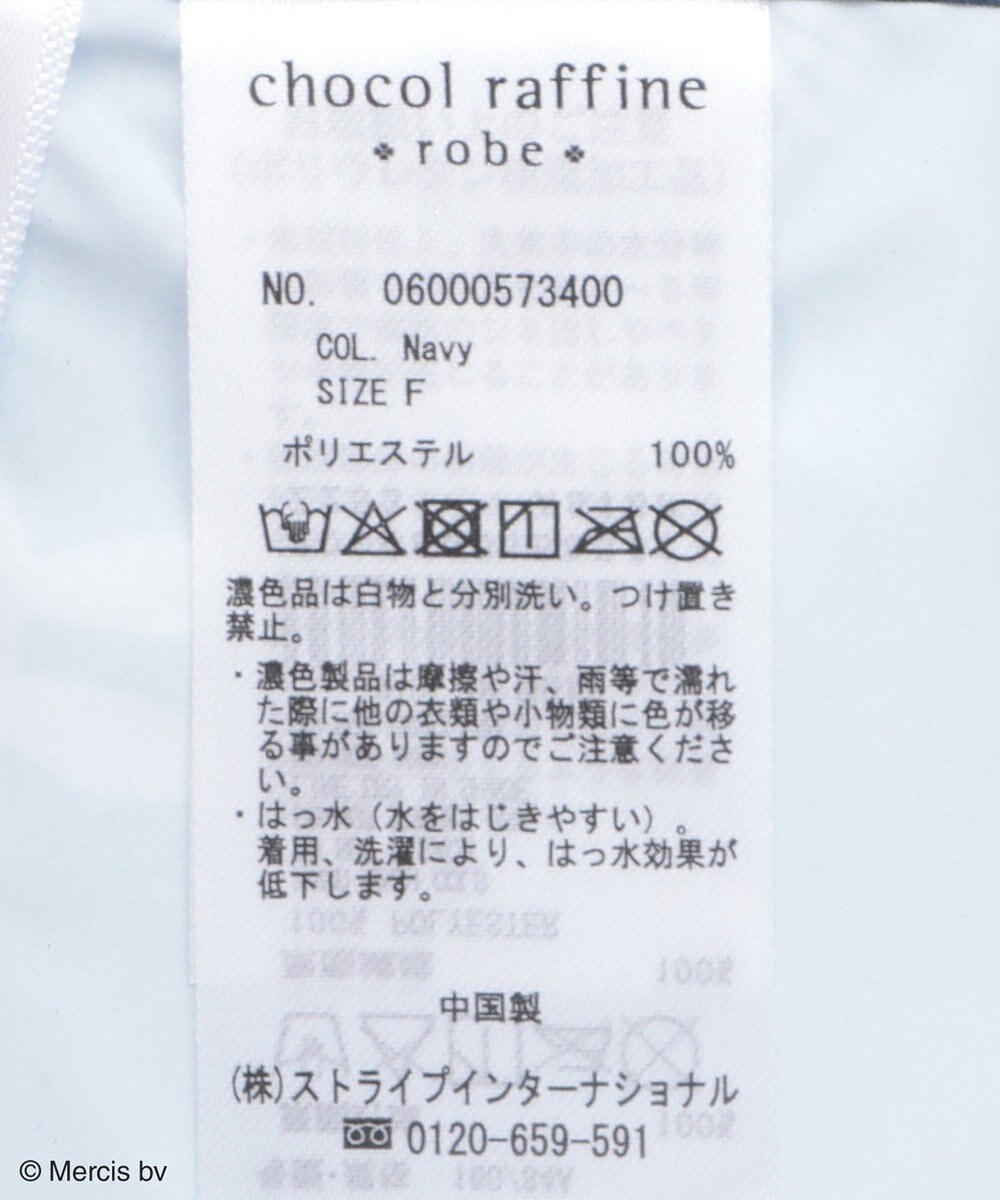 chocol raffine
robe
NO. 06000573400
COL. Navy
SIZE F
ポリエステル 100%
濃色品は白物と分別洗い。つけ置き
禁止。
・濃色製品は摩擦や汗、雨等で濡れ
た際に他の衣類や小物類に色が移
る事がありますのでご注意くださ
い。
・はっ水（水をはじきやすい）。
着用、洗濯により、はっ水効果が
低下します。
100% POLYESTER
100%
中国製
(株)ストライプインターナショナル
100%
0120-659-591
160/84A
© Mercis bv